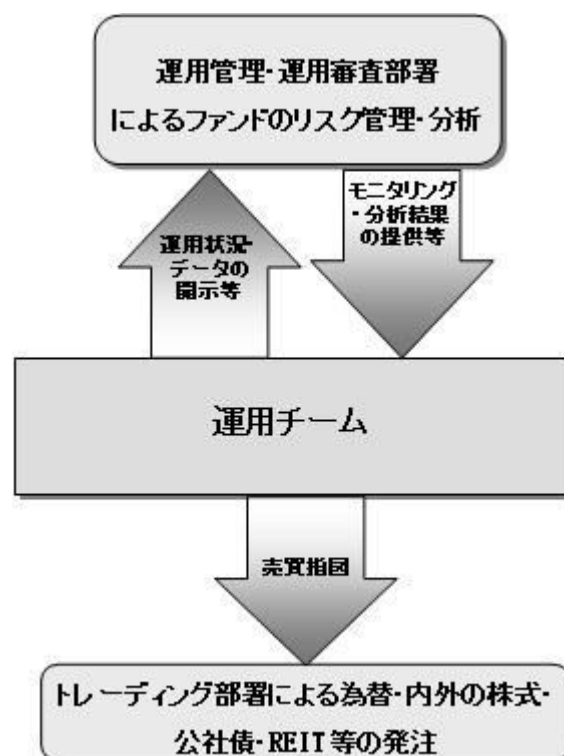 運用管理・運用審査部署
によるファンドのリスク管理・分析
モニタリング
・分析結果
の提供等
運用状況・
データの
開示等
運用チーム
売買指図
トレーディング部署による為替・内外の株式・
公社債・REIT等の発注